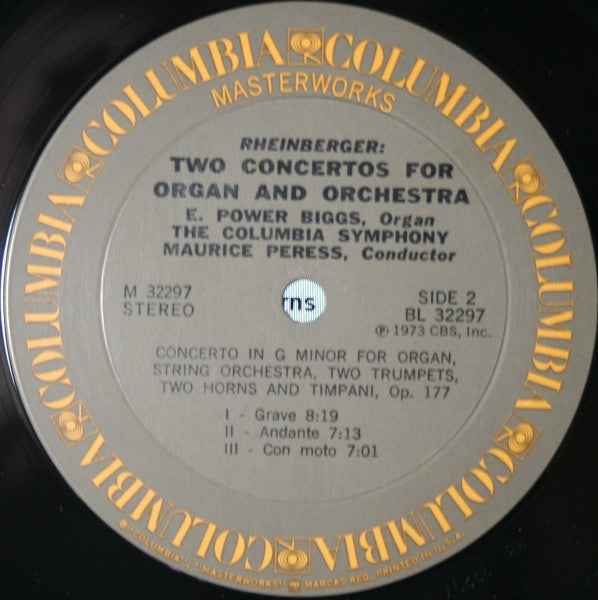 COLUMBIA COLUMBIA COLUMBIA COLUMBIA COLUMBIA COLUMBIA COLUMBIA COLUMBIA
MASTERWORKS
RHEINBERGER:
TWO CONCERTOS FOR
ORGAN AND ORCHESTRA
E. POWER BIGGS, Organ
THE COLUMBIA SYMPHONY
MAURICE PERESS, Conductor
M 32297
STEREO
rns
SIDE 2
BL 32297
℗ 1973 CBS, Inc.
CONCERTO IN G MINOR FOR ORGAN,
STRING ORCHESTRA, TWO TRUMPETS,
TWO HORNS AND TIMPANI, Op. 177
I - Grave 8:19
II - Andante 7:13
III - Con moto 7:01
® "COLUMBIA", "MASTERWORKS" MARCAS REG. PRINTED IN U.S.A.